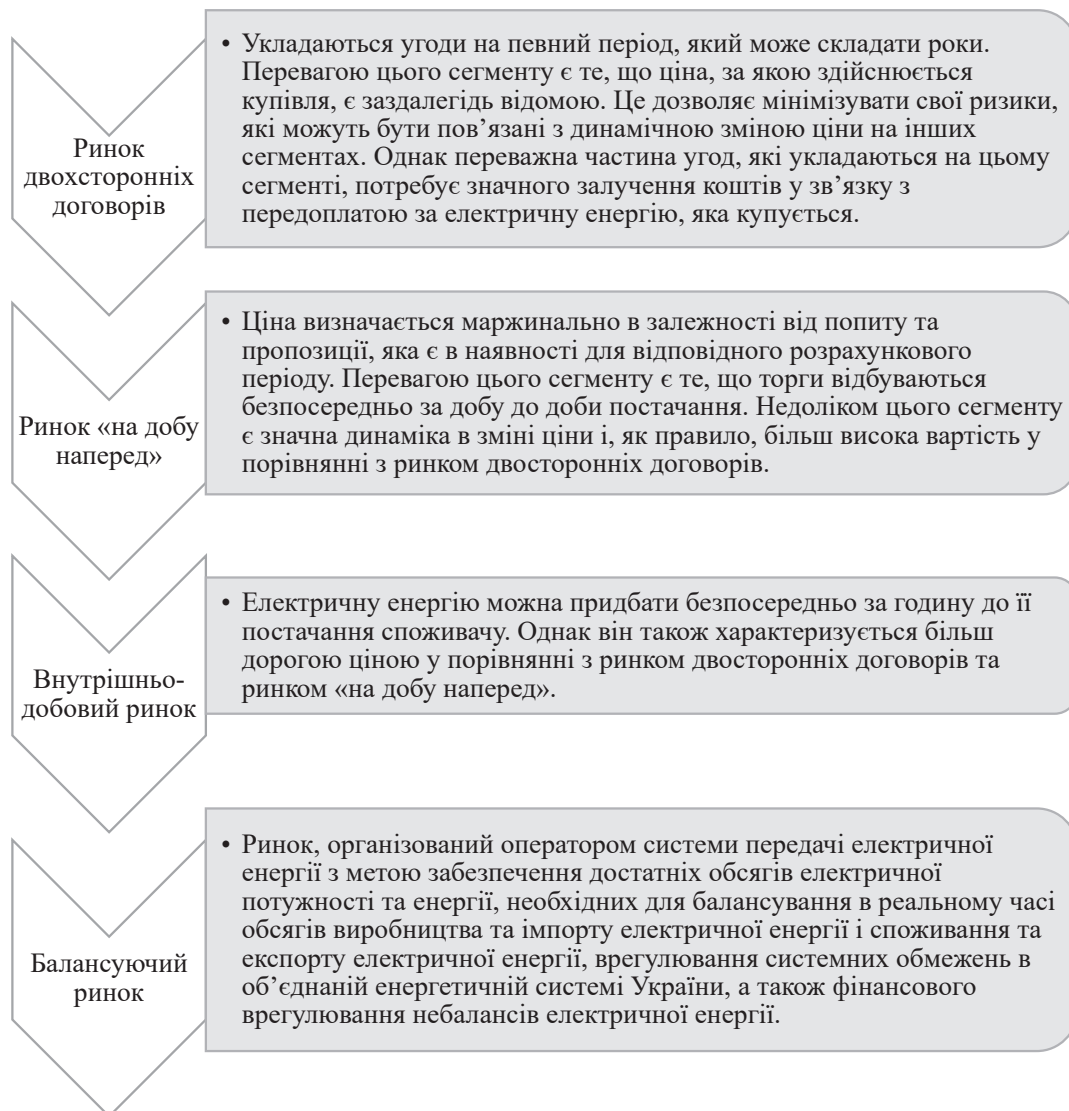 Ринок
двохсторонніх
договорів
• Укладаються угоди на певний період, який може складати роки.
Перевагою цього сегменту є те, що ціна, за якою здійснюється
купівля, є заздалегідь відомою. Це дозволяє мінімізувати свої ризики,
які можуть бути пов’язані з динамічною зміною ціни на інших
сегментах. Однак переважна частина угод, які укладаються на цьому
сегменті, потребує значного залучення коштів у зв’язку з
передоплатою за електричну енергію, яка купується.
Ринок «на добу
наперед»
• Ціна визначається маржинально в залежності від попиту та
пропозиції, яка є в наявності для відповідного розрахункового
періоду. Перевагою цього сегменту є те, що торги відбуваються
безпосередньо за добу до доби постачання. Недоліком цього сегменту
є значна динаміка в зміні ціни і, як правило, більш висока вартість у
порівнянні з ринком двосторонніх договорів.
Внутрішньо-
добовий ринок
• Електричну енергію можна придбати безпосередньо за годину до її
постачання споживачу. Однак він також характеризується більш
дорогою ціною у порівнянні з ринком двосторонніх договорів та
ринком «на добу наперед».
Балансуючий
ринок
• Ринок, організований оператором системи передачі електричної
енергії з метою забезпечення достатніх обсягів електричної
потужності та енергії, необхідних для балансування в реальному часі
обсягів виробництва та імпорту електричної енергії і споживання та
експорту електричної енергії, врегулювання системних обмежень в
об’єднаній енергетичній системі України, а також фінансового
врегулювання небалансів електричної енергії.